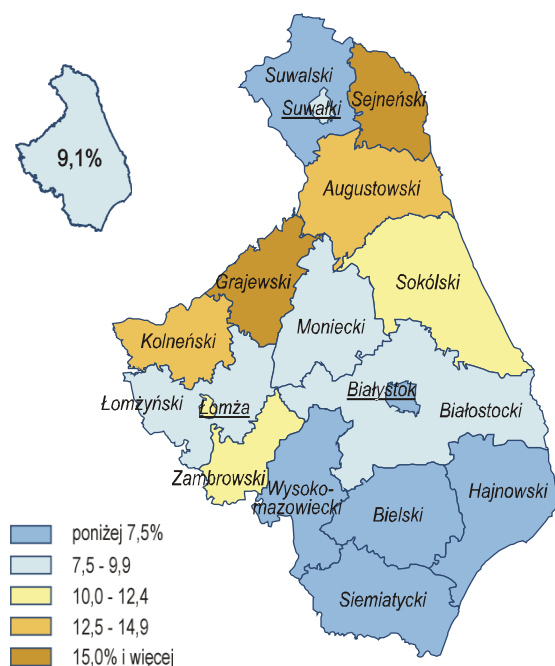 Suwalski
Suwałki
Sejneński
9,1%
Augustowski
Grajewski
Sokólski
Moniecki
Kolneński
Łomżyński
Łomża
Białystok
Białostocki
Zambrowski
Wysoko-
mazowiecki
Hajnowski
Bielski
Siemiatycki
poniżej 7,5%
7,5 - 9,9
10,0 - 12,4
12,5 - 14,9
15,0% i więcej